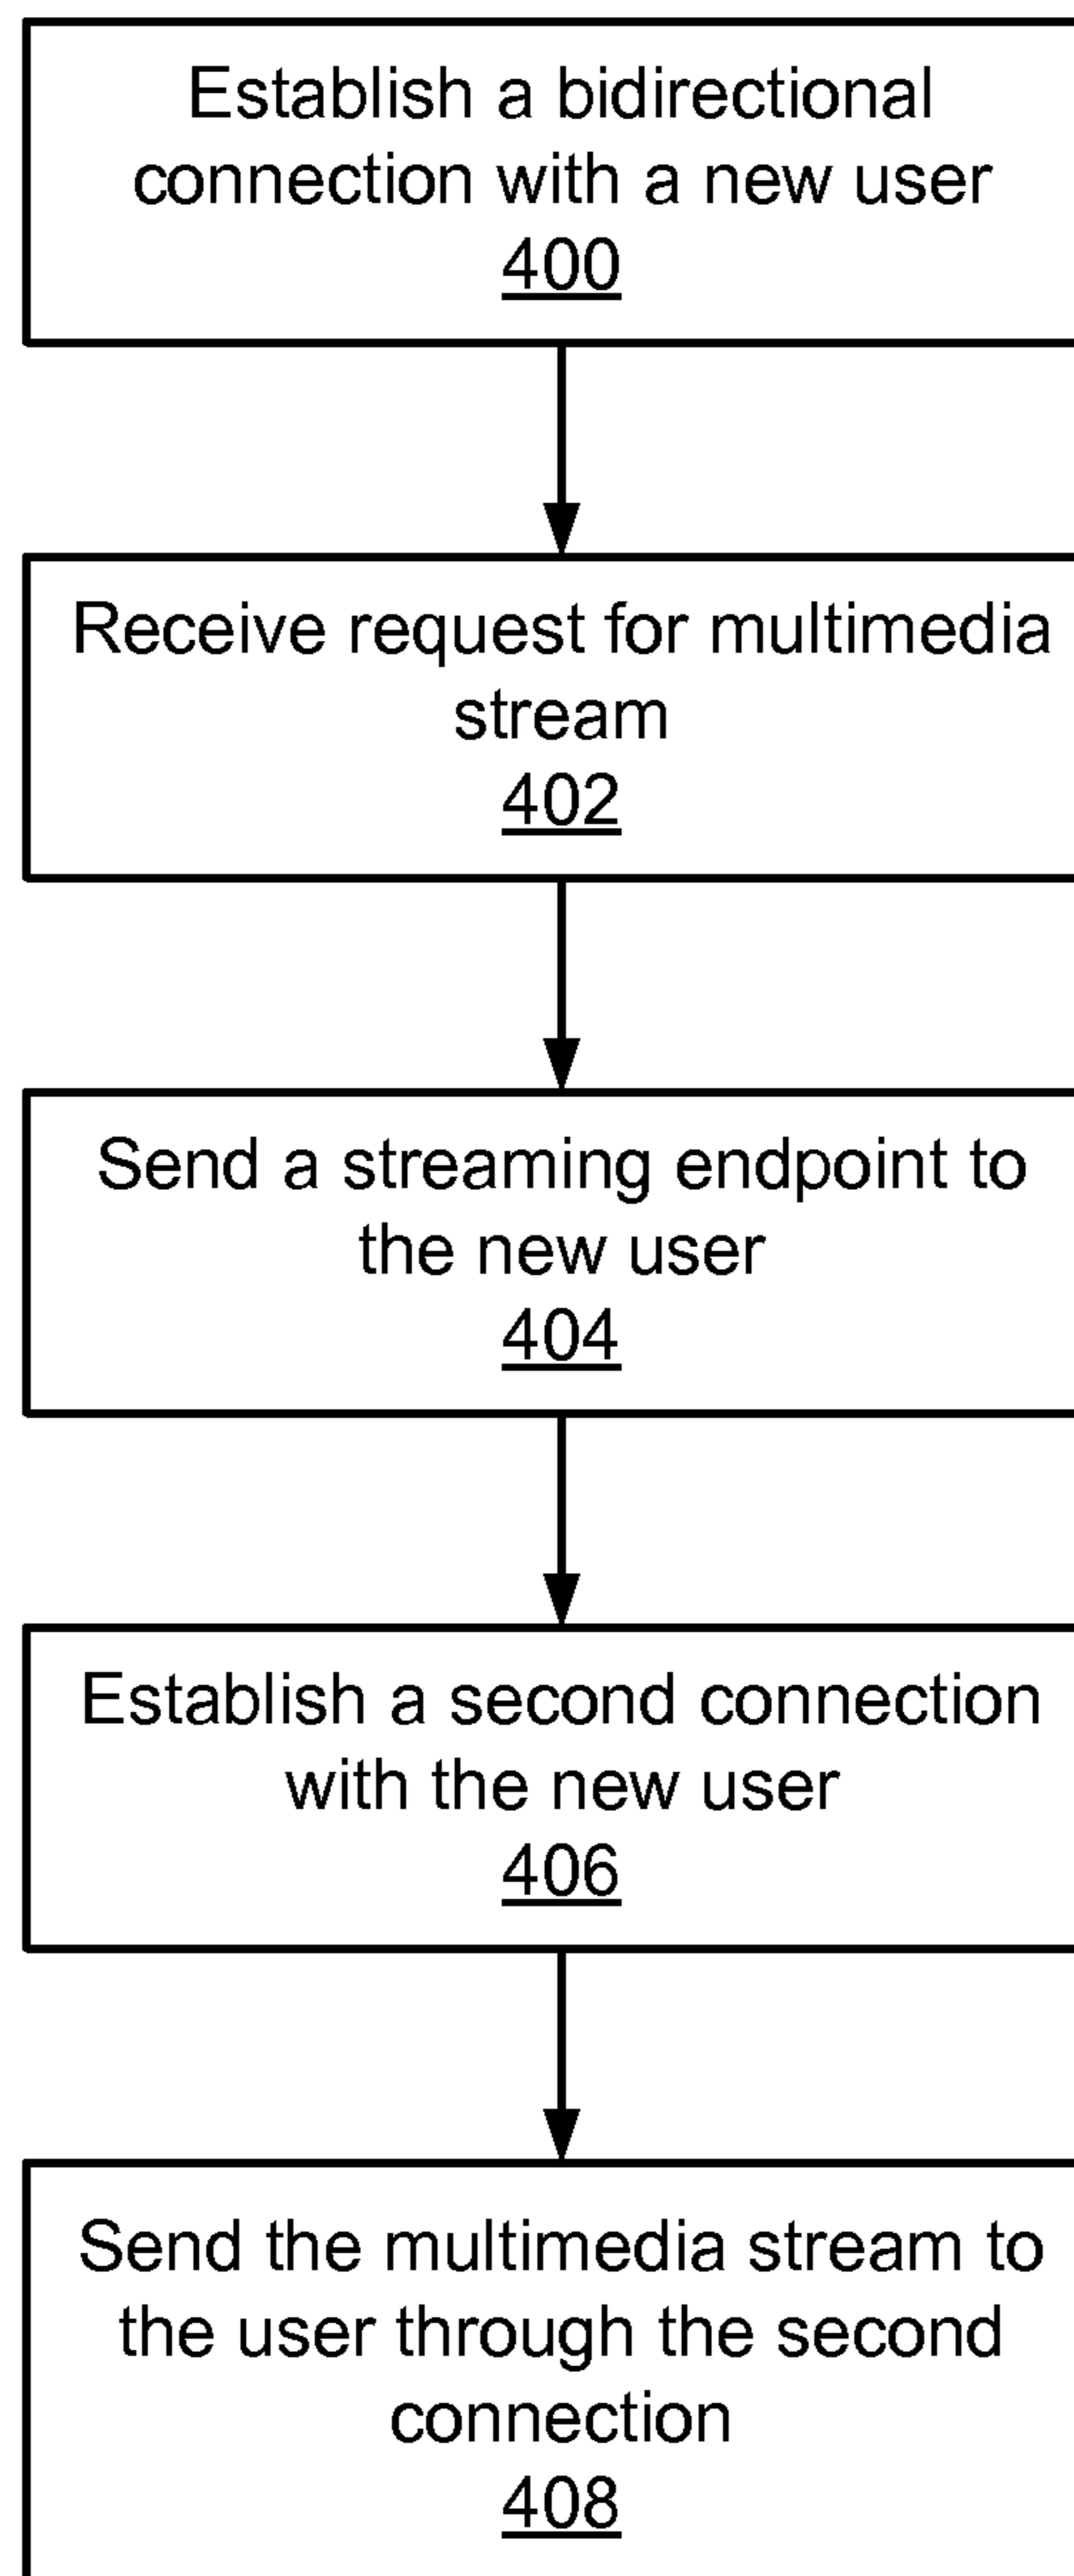 Establish a bidirectional
connection with a new user
400
Receive request for multimedia
stream
402
Send a streaming endpoint to
the new user
404
Establish a second connection
with the new user
406
Send the multimedia stream to
the user through the second
connection
408